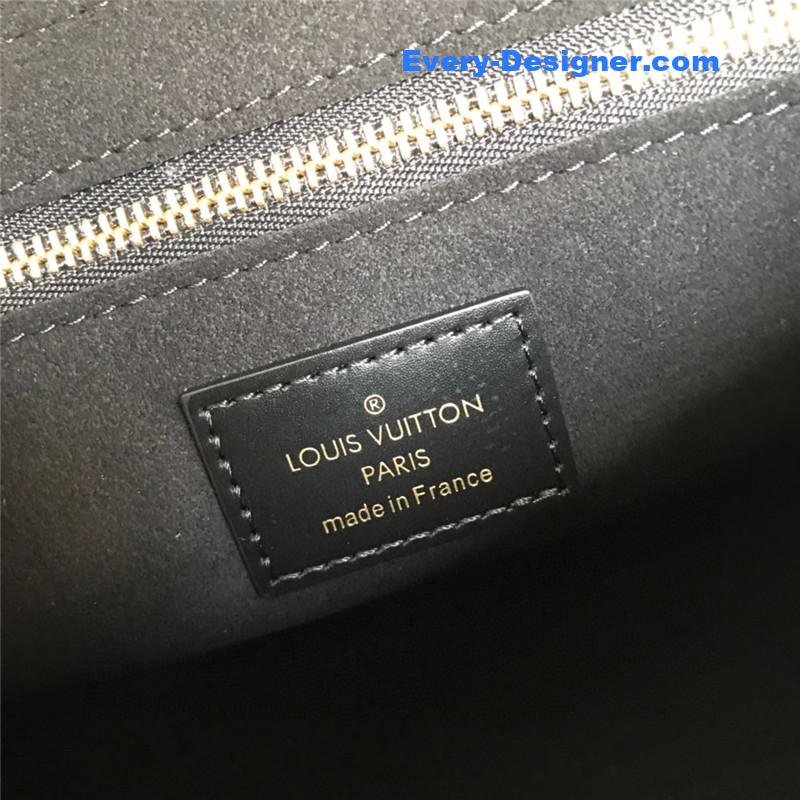 Every-Designer.com
®
LOUIS VUITTON
PARIS
made in France